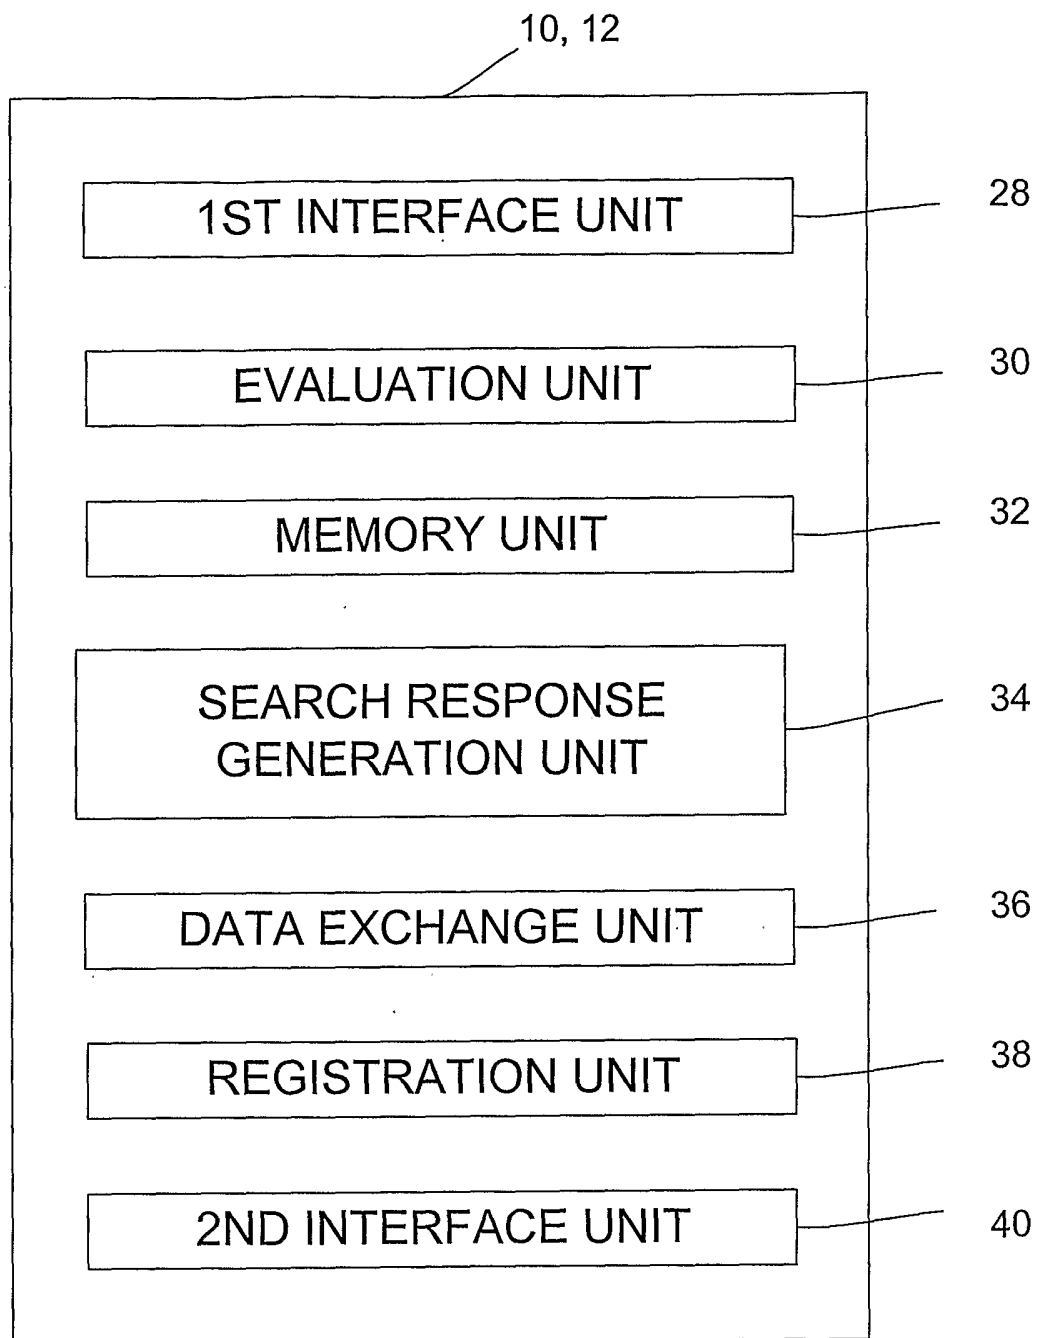 10, 12
1ST INTERFACE UNIT
28
EVALUATION UNIT
30
MEMORY UNIT
32
SEARCH RESPONSE
GENERATION UNIT
34
DATA EXCHANGE UNIT
36
REGISTRATION UNIT
38
2ND INTERFACE UNIT
40